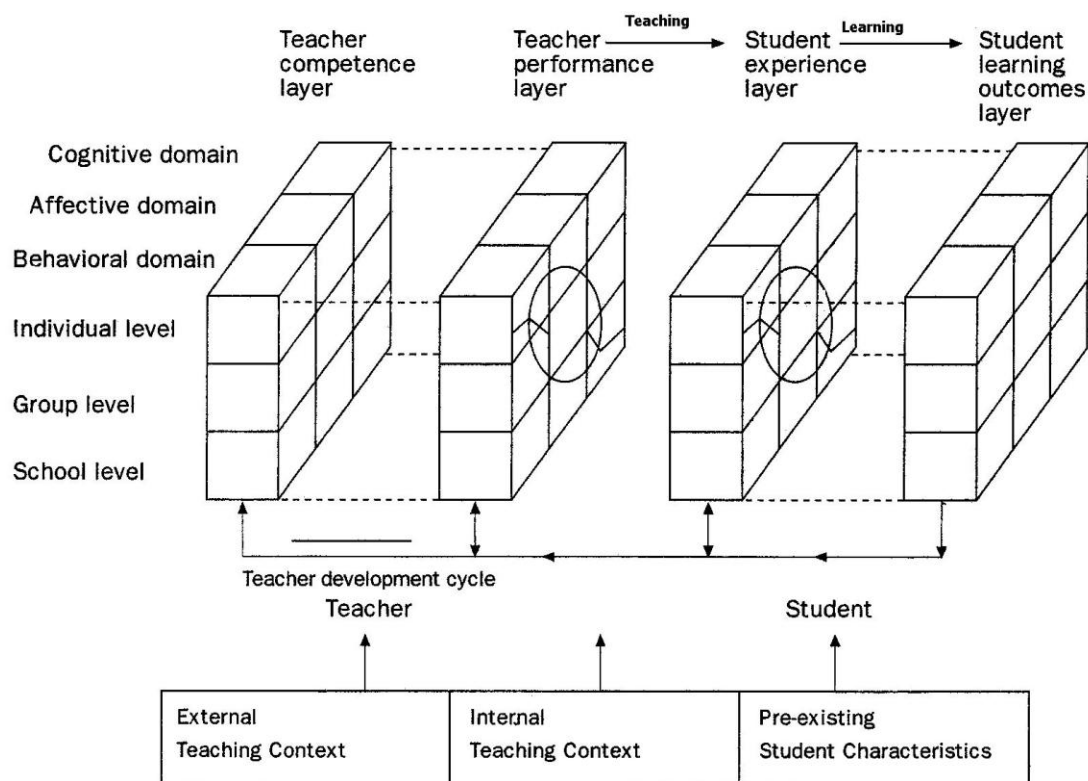 Teaching
Learning
Teacher
competence
layer
Teacher
performance
layer
Student
experience
layer
Student
learning
outcomes
layer
Cognitive domain
Affective domain
Behavioral domain
Individual level
Group level
School level
Teacher development cycle
Teacher
Student
External
Teaching Context
Internal
Teaching Context
Pre-existing
Student Characteristics